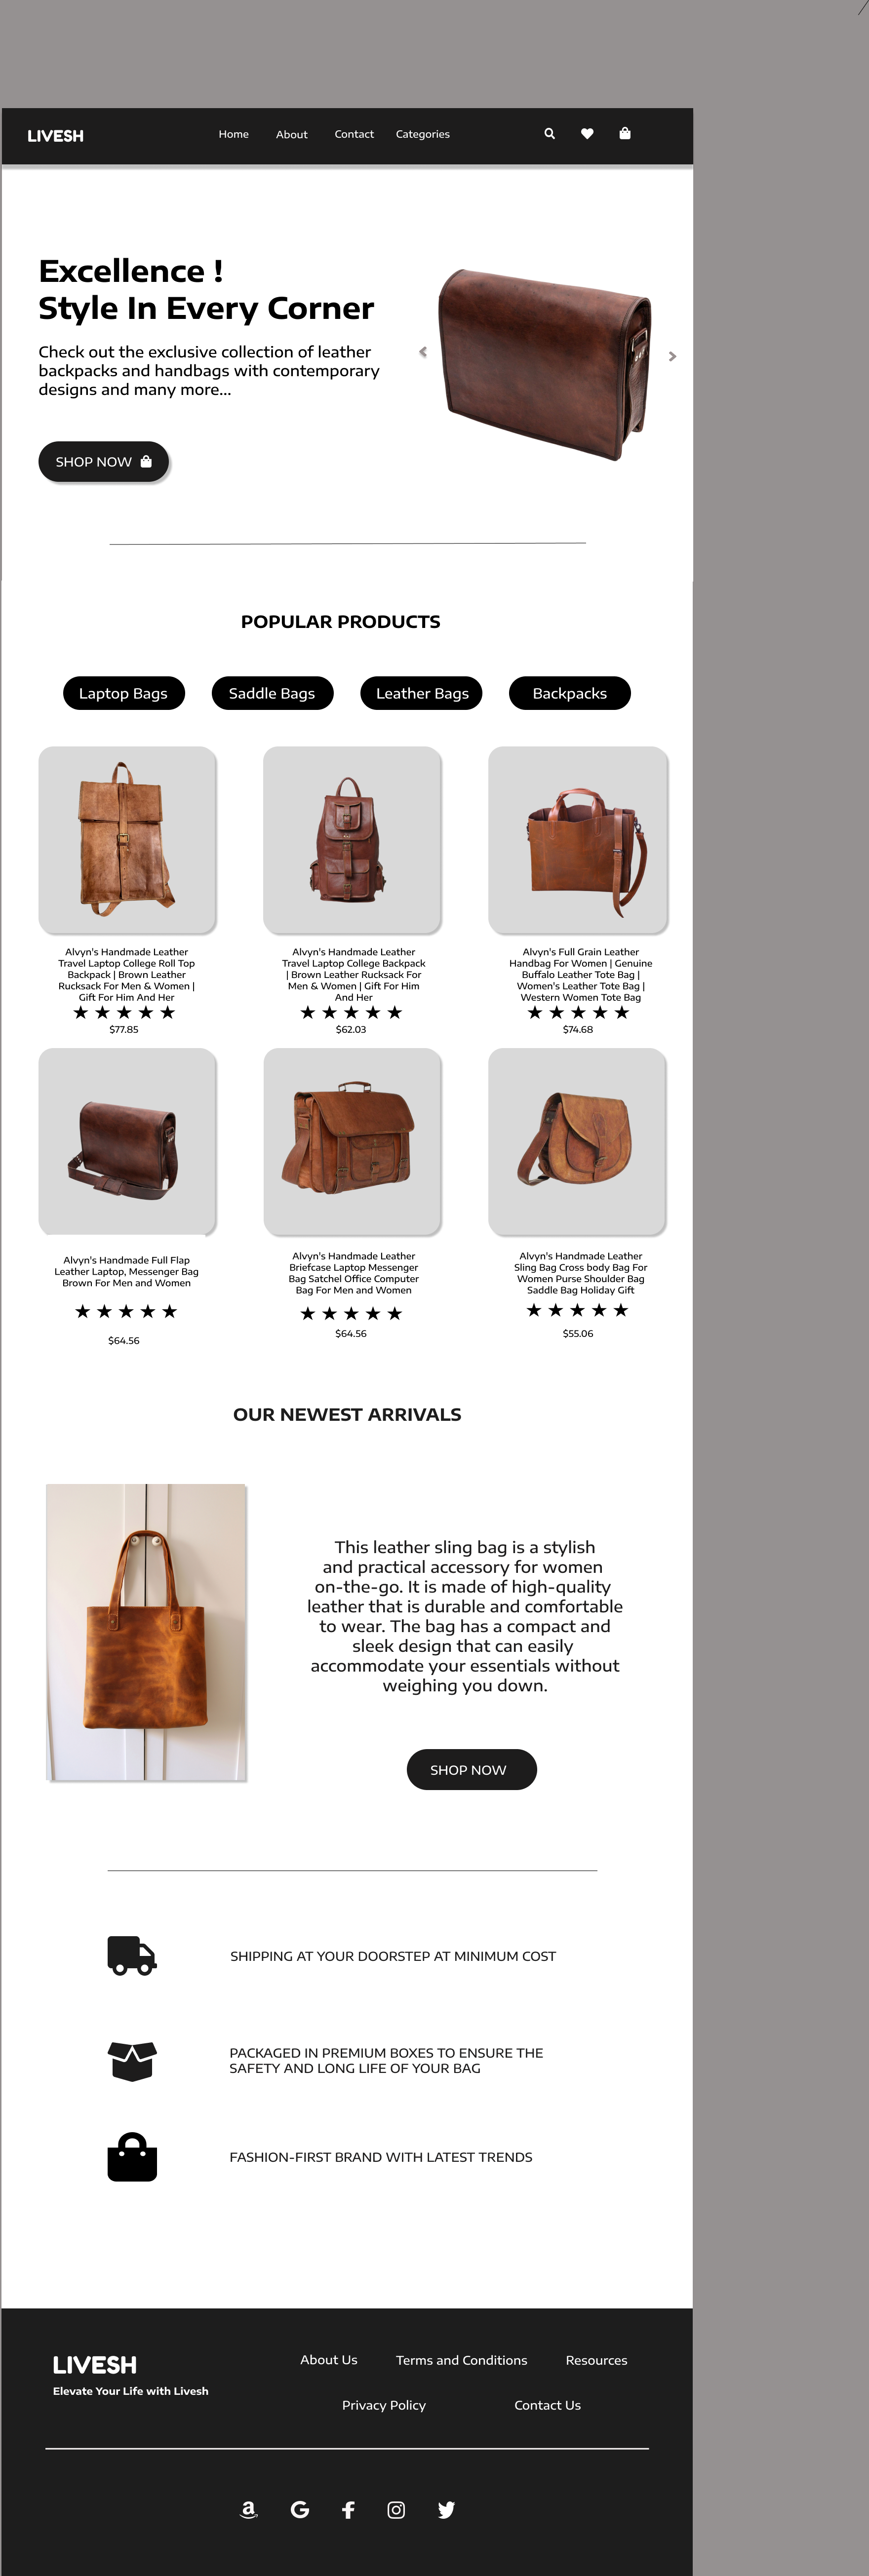 LIVESH
Home
About
Contact
Categories
Excellence !
Style In Every Corner
Check out the exclusive collection of leather
backpacks and handbags with contemporary
designs and many more...
SHOP NOW
POPULAR PRODUCTS
Laptop Bags
Saddle Bags
Leather Bags
Backpacks
Alvyn's Handmade Leather
Travel Laptop College Roll Top
Backpack | Brown Leather
Rucksack For Men & Women |
Gift For Him And Her
$77.85
Alvyn's Handmade Leather
Travel Laptop College Backpack
| Brown Leather Rucksack For
Men & Women | Gift For Him
And Her
$62.03
Alvyn's Full Grain Leather
Handbag For Women | Genuine
Buffalo Leather Tote Bag |
Women's Leather Tote Bag |
Western Women Tote Bag
$74.68
Alvyn's Handmade Full Flap
Leather Laptop, Messenger Bag
Brown For Men and Women
$64.56
Alvyn's Handmade Leather
Briefcase Laptop Messenger
Bag Satchel Office Computer
Bag For Men and Women
$64.56
Alvyn's Handmade Leather
Sling Bag Cross body Bag For
Women Purse Shoulder Bag
Saddle Bag Holiday Gift
$55.06
OUR NEWEST ARRIVALS
This leather sling bag is a stylish
and practical accessory for women
on-the-go. It is made of high-quality
leather that is durable and comfortable
to wear. The bag has a compact and
sleek design that can easily
accommodate your essentials without
weighing you down.
SHOP NOW
SHIPPING AT YOUR DOORSTEP AT MINIMUM COST
PACKAGED IN PREMIUM BOXES TO ENSURE THE
SAFETY AND LONG LIFE OF YOUR BAG
FASHION-FIRST BRAND WITH LATEST TRENDS
LIVESH
Elevate Your Life with Livesh
About Us
Terms and Conditions
Resources
Privacy Policy
Contact Us